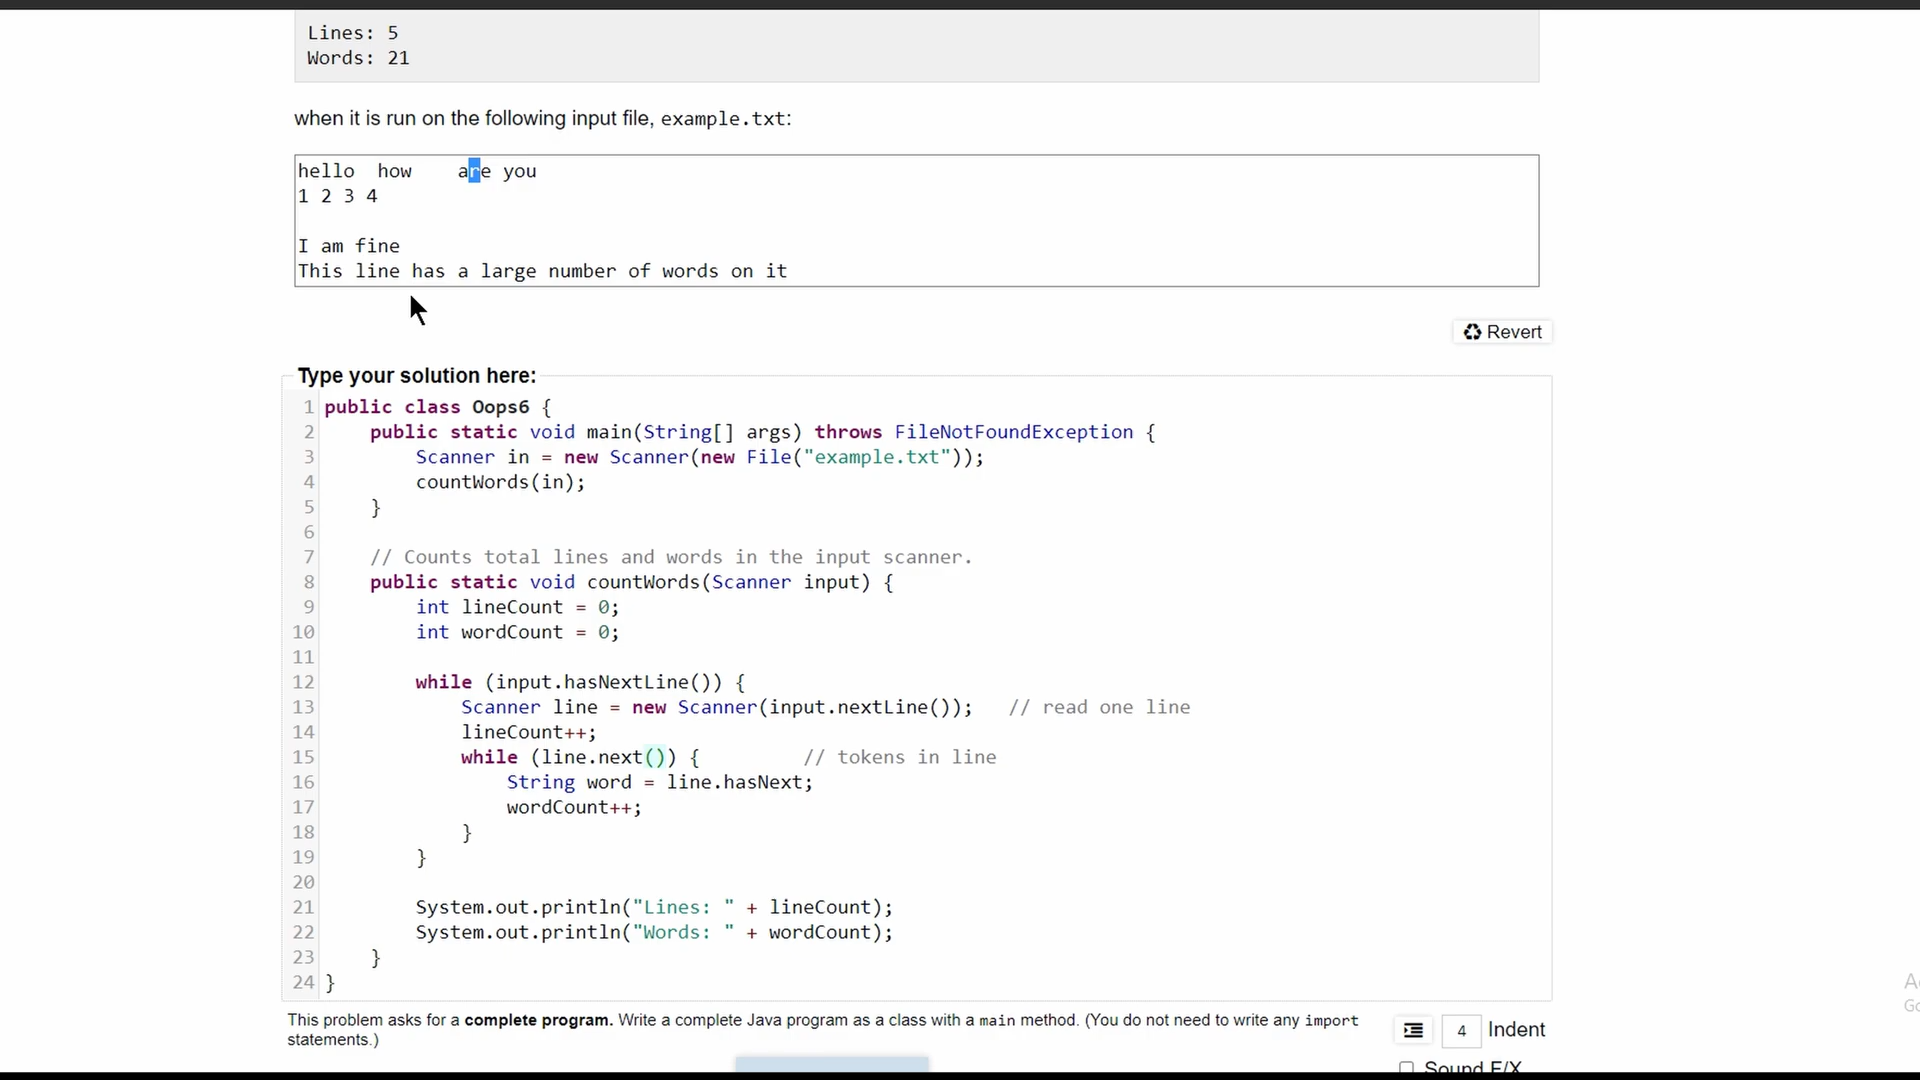 Lines: 5
Words: 21
when it is run on the following input file, example.txt:
hello  how    are you
1 2 3 4
I am fine
This line has a large number of words on it
Revert
Type your solution here:
1 public class Oops6 {
2     public static void main(String[] args) throws FileNotFoundException {
3         Scanner in = new Scanner(new File("example.txt"));
4         countWords(in);
5     }
6
7     // Counts total lines and words in the input scanner.
8     public static void countWords(Scanner input) {
9         int lineCount = 0;
10         int wordCount = 0;
11
12         while (input.hasNextLine()) {
13             Scanner line = new Scanner(input.nextLine());   // read one line
14             lineCount++;
15             while (line.next()) {         // tokens in line
16                 String word = line.hasNext;
17                 wordCount++;
18             }
19         }
20
21         System.out.println("Lines: " + lineCount);
22         System.out.println("Words: " + wordCount);
23     }
24 }
This problem asks for a complete program. Write a complete Java program as a class with a main method. (You do not need to write any import
statements.)
4 Indent
Sound F/X